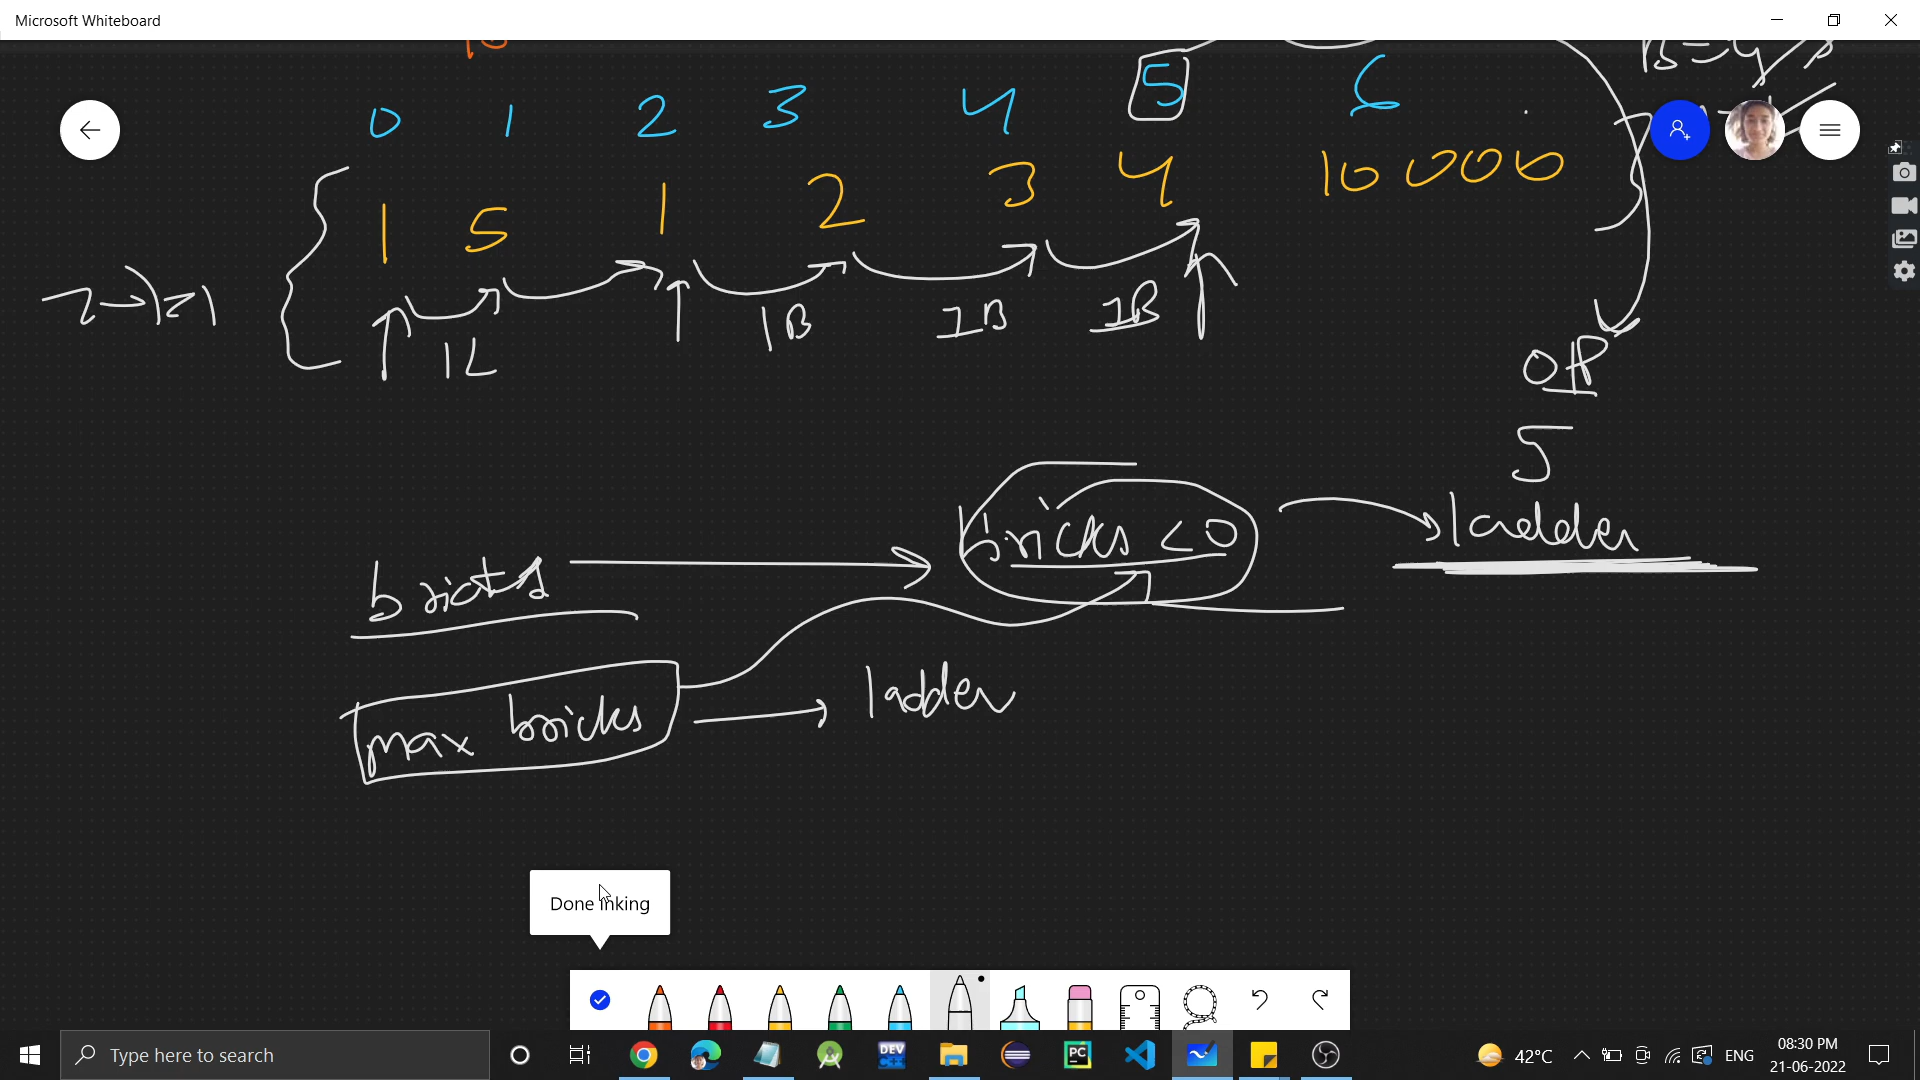 Microsoft Whiteboard
0 1 2 3 4 5 6
1 5 1 2 3 4 10000
1L 1B 1B 1B
O/P
5
bricks <0
ladder
bricks
max bricks
ladder
Done inking
Type here to search
DEV
PC
42°C
ENG
08:30 PM
21-06-2022